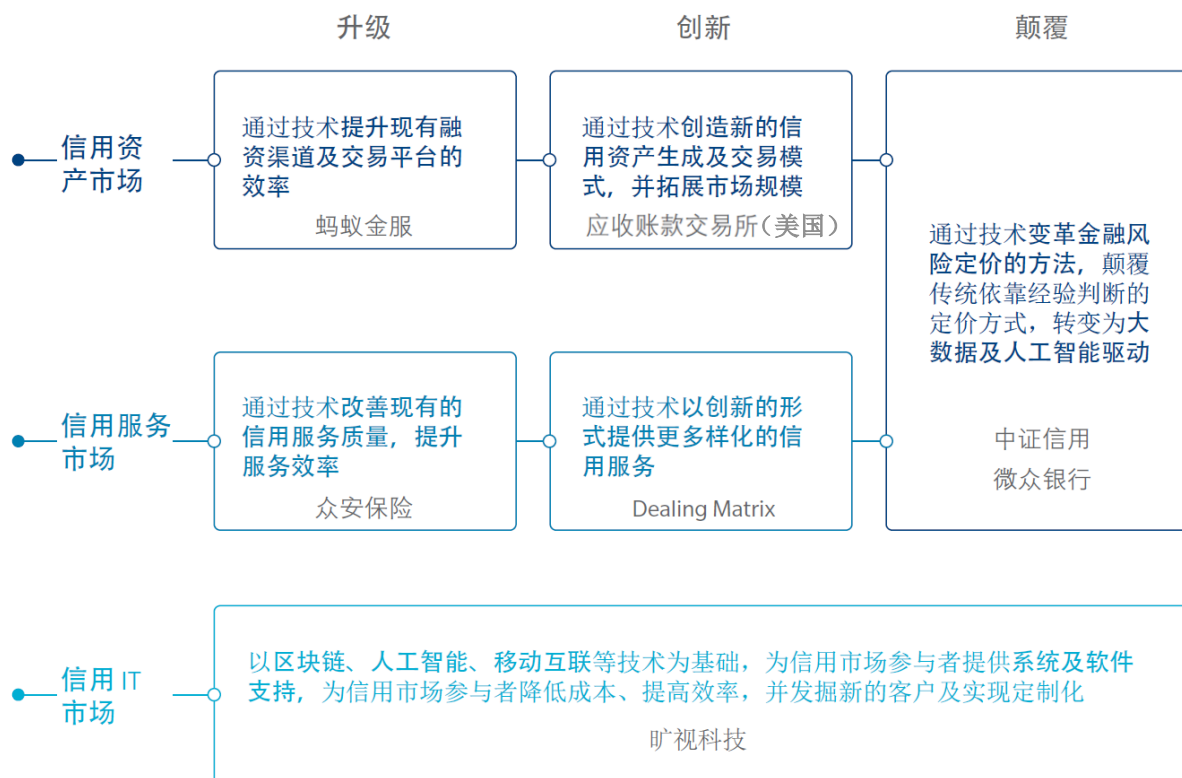 升级
创新
颠覆
信用资
产市场
通过技术提升现有融
资渠道及交易平台的
效率
蚂蚁金服
通过技术创造新的信
用资产生成及交易模
式，并拓展市场规模
应收账款交易所（美国）
通过技术变革金融风
险定价的方法，颠覆
传统依靠经验判断的
定价方式，转变为大
数据及人工智能驱动
中证信用
微众银行
信用服务
市场
通过技术改善现有的
信用服务质量，提升
服务效率
众安保险
通过技术以创新的形
式提供更多样化的信
用服务
Dealing Matrix
信用 IT
市场
以区块链、人工智能、移动互联等技术为基础，为信用市场参与者提供系统及软件
支持，为信用市场参与者降低成本、提高效率，并发掘新的客户及实现定制化
旷视科技